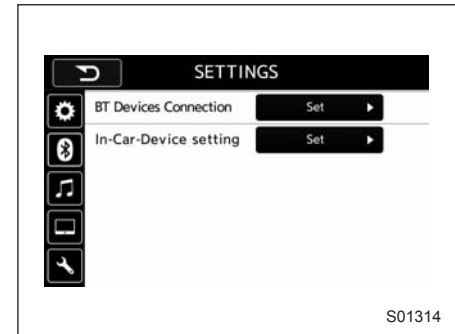 SETTINGS
BT Devices Connection Set
In-Car-Device setting Set
S01314